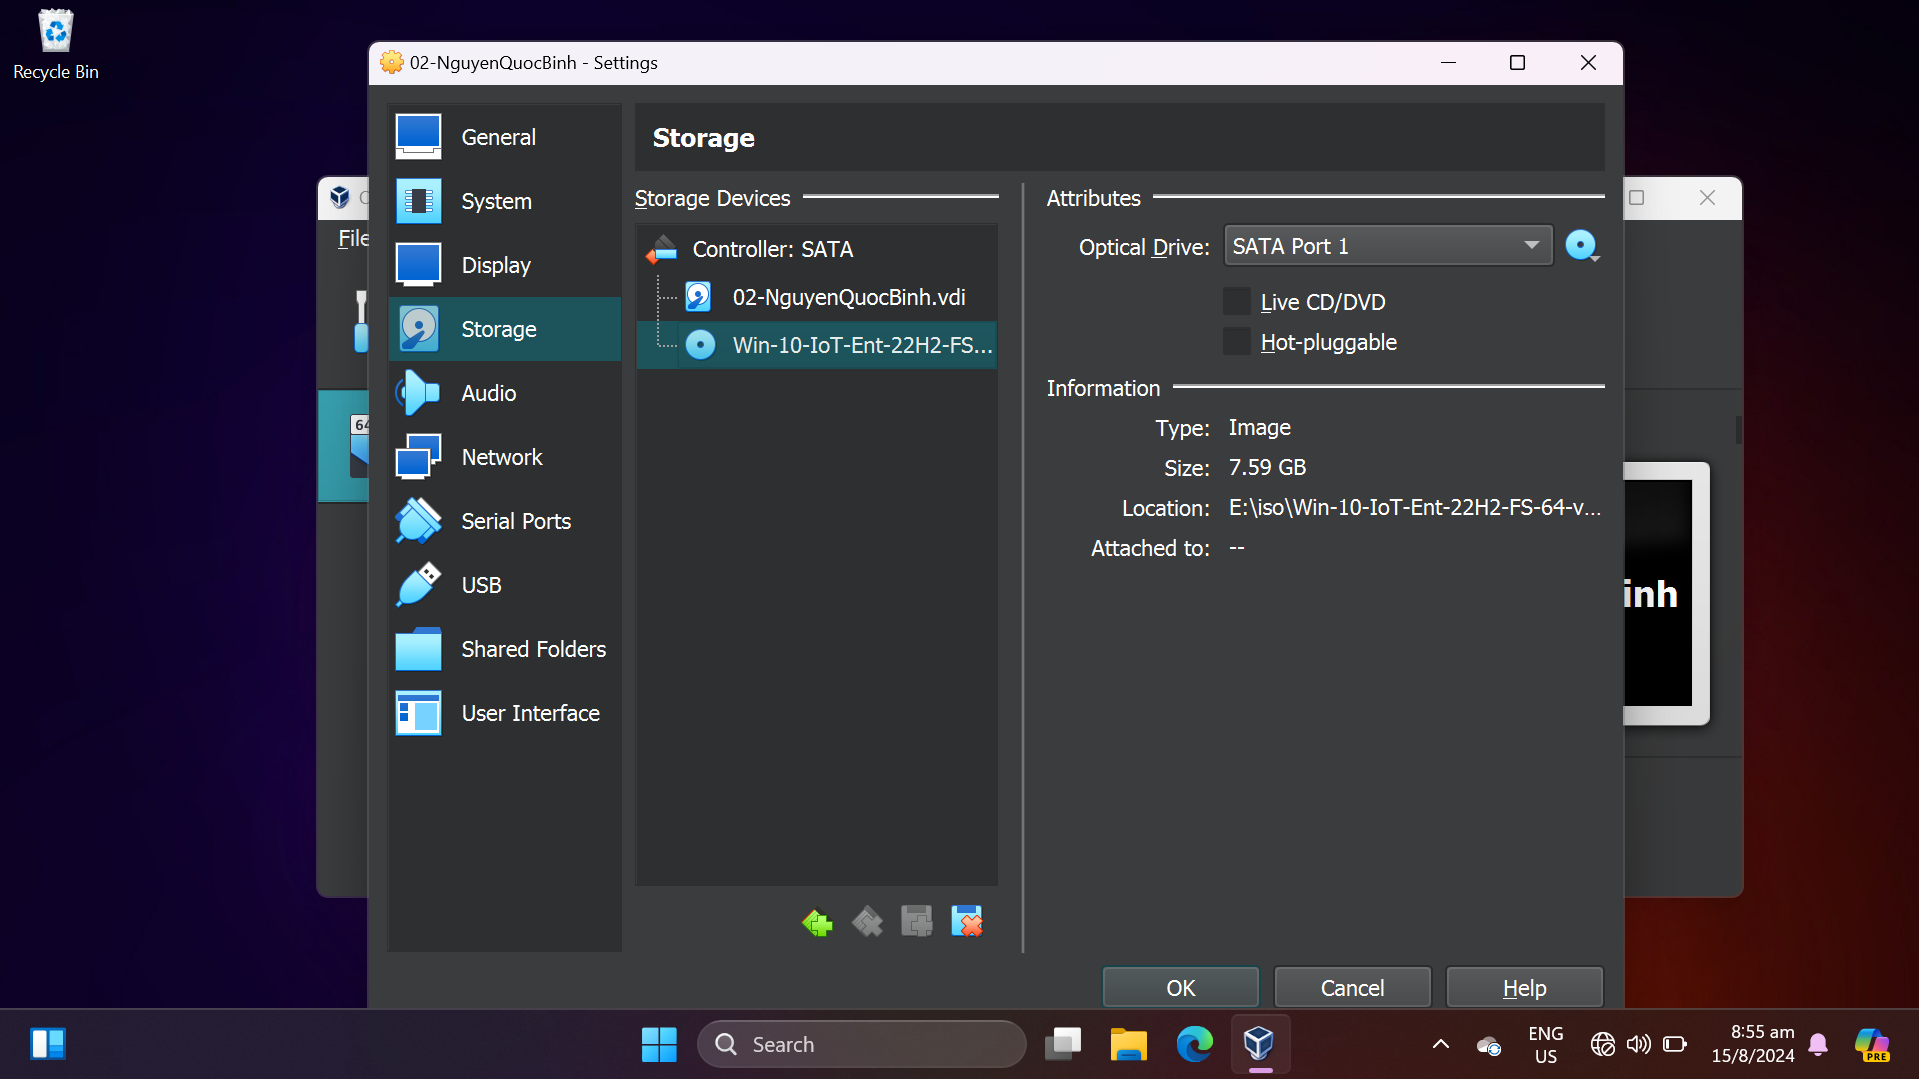 Recycle Bin
02-NguyenQuocBinh - Settings
General
System
Display
Storage
Audio
Network
Serial Ports
USB
Shared Folders
User Interface
Storage
Storage Devices
Controller: SATA
02-NguyenQuocBinh.vdi
Win-10-IoT-Ent-22H2-FS...
Attributes
Optical Drive: SATA Port 1
Live CD/DVD
Hot-pluggable
Information
Type: Image
Size: 7.59 GB
Location: E:\iso\Win-10-IoT-Ent-22H2-FS-64-v...
Attached to: --
OK Cancel Help
File
64
inh
Search
ENG
US
8:55 am
15/8/2024
PRE